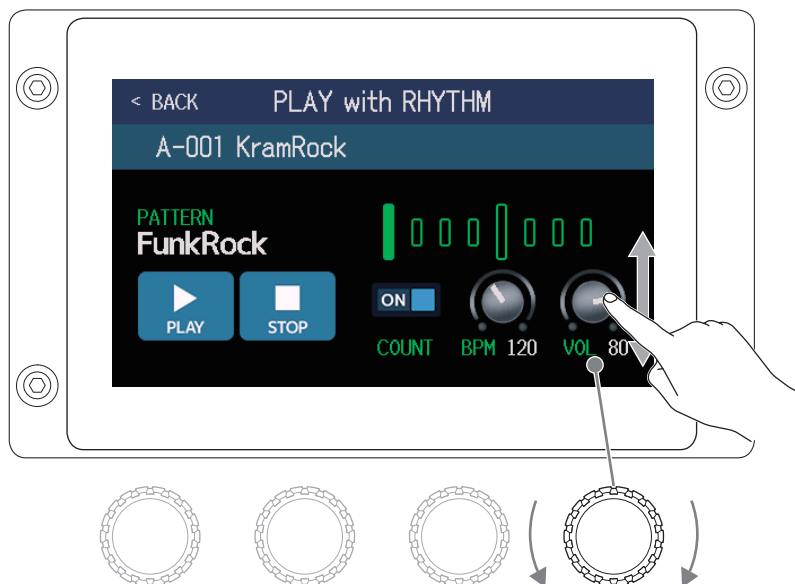 < BACK PLAY with RHYTHM
A-001 KramRock
PATTERN
FunkRock
PLAY STOP
ON
COUNT BPM 120 VOL 80